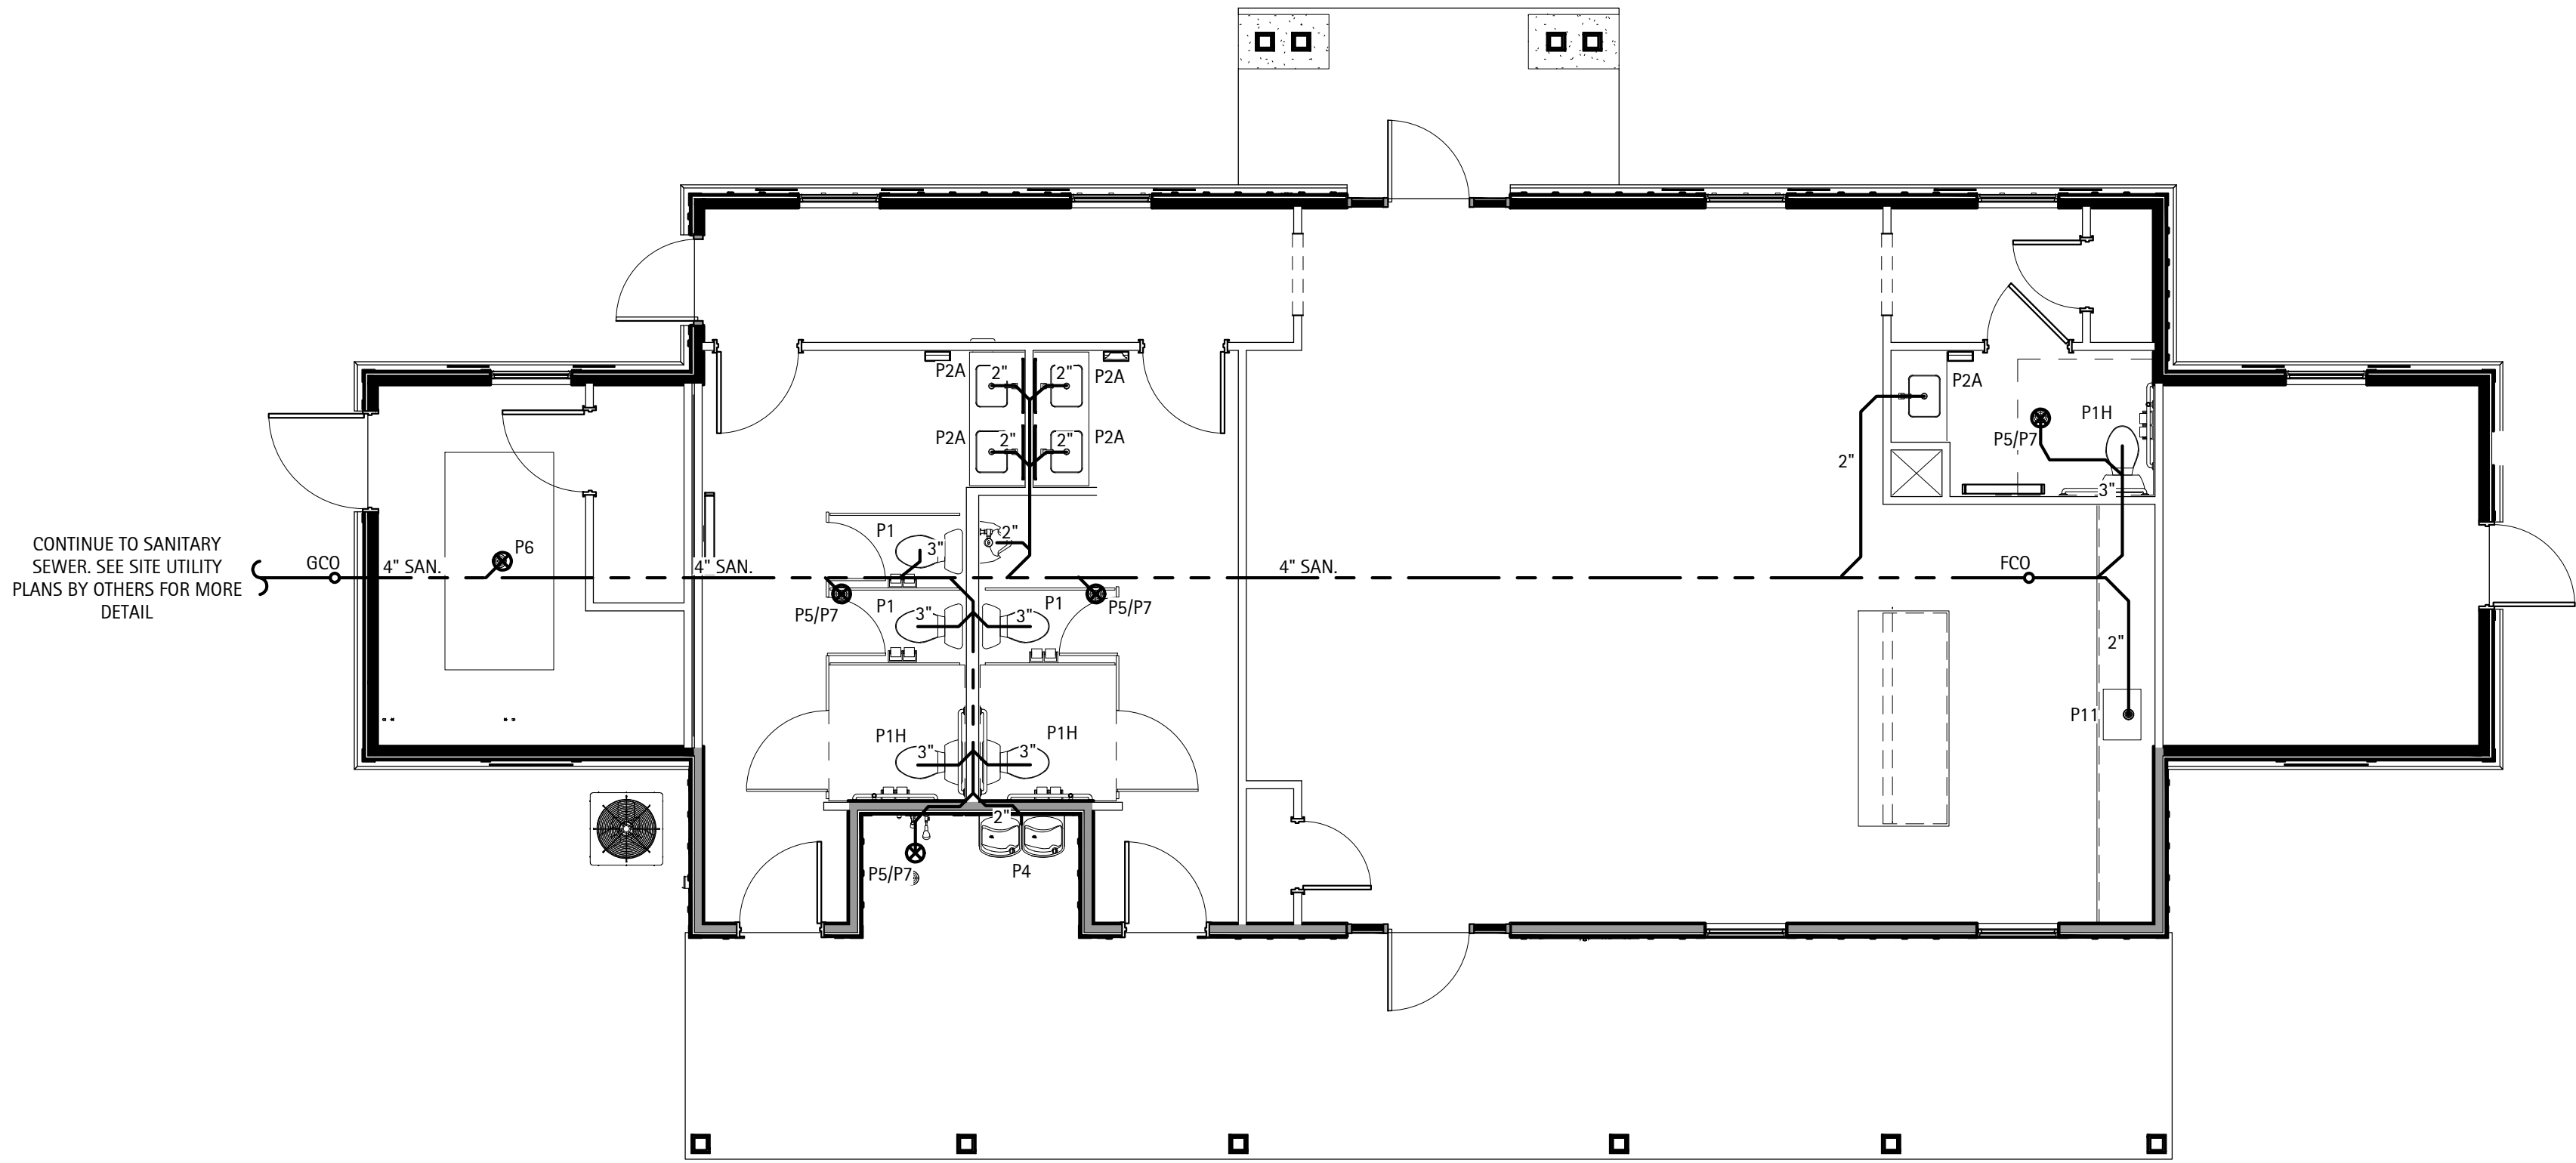 P2A
2"
2"
P2A
P2A
P1H
P2A
2"
2"
P2A
P5/P7
2"
3"
P1
2"
3"
CONTINUE TO SANITARY
SEWER. SEE SITE UTILITY
PLANS BY OTHERS FOR MORE
DETAIL
GCO
4" SAN.
P6
4" SAN.
4" SAN.
FCO
P5/P7
P1
3"
3"
P1
P5/P7
2"
P11
P1H
3"
3"
P1H
2"
P5/P7
P4